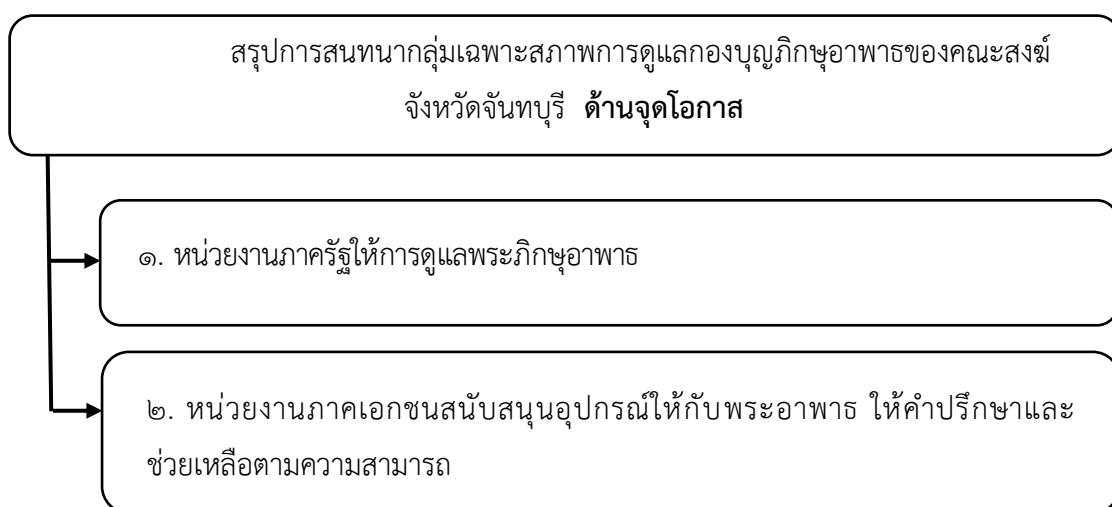 สรุปการสนทนากลุ่มเฉพาะสภาพการดูแลกองบุญภิกษุอาพาธของคณะสงฆ์
จังหวัดจันทบุรี ด้านจุดโอกาส
๑. หน่วยงานภาครัฐให้การดูแลพระภิกษุอาพาธ
๒. หน่วยงานภาคเอกชนสนับสนุนอุปกรณ์ให้กับพระอาพาธ ให้คำปรึกษาและ
ช่วยเหลือตามความสามารถ